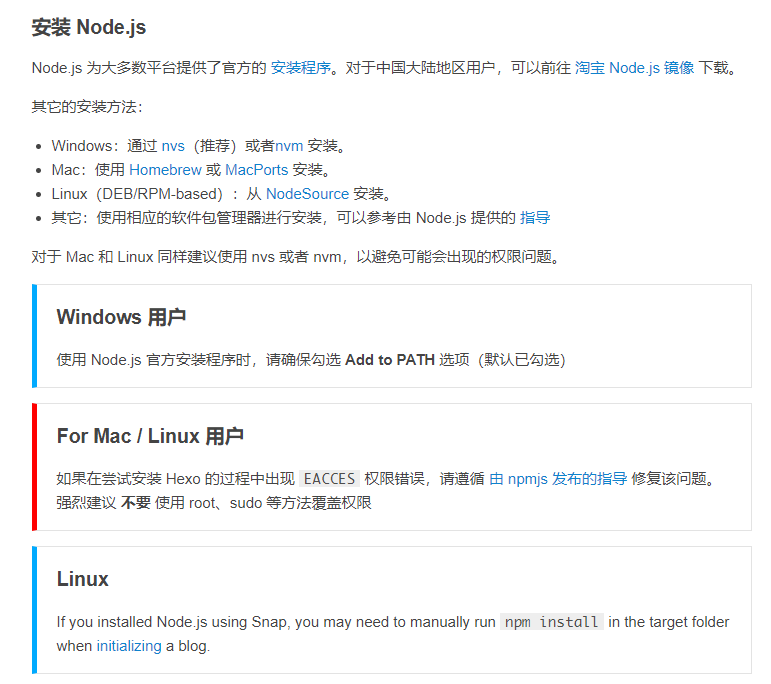 安装 Node.js
Node.js 为大多数平台提供了官方的 安装程序。对于中国大陆地区用户，可以前往 淘宝 Node.js 镜像 下载。
其它的安装方法：
Windows：通过 nvs（推荐）或者nvm 安装。
Mac：使用 Homebrew 或 MacPorts 安装。
Linux（DEB/RPM-based）：从 NodeSource 安装。
其它：使用相应的软件包管理器进行安装，可以参考由 Node.js 提供的 指导
对于 Mac 和 Linux 同样建议使用 nvs 或者 nvm，以避免可能会出现的权限问题。
Windows 用户
使用 Node.js 官方安装程序时，请确保勾选 Add to PATH 选项（默认已勾选）
For Mac / Linux 用户
如果在尝试安装 Hexo 的过程中出现 EACCES 权限错误，请遵循 由 npmjs 发布的指导 修复该问题。
强烈建议 不要 使用 root、sudo 等方法覆盖权限
Linux
If you installed Node.js using Snap, you may need to manually run npm install in the target folder
when initializing a blog.